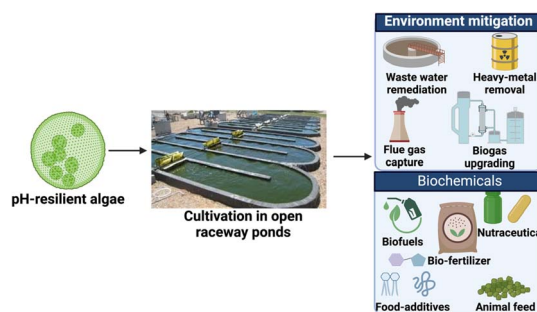 pH-resilient algae
Cultivation in open
raceway ponds
Environment mitigation
Waste water
remediation
Heavy-metal
removal
Flue gas
capture
Biogas
upgrading
Biochemicals
Biofuels
Nutraceutica
Bio-fertilizer
Food-additives
Animal feed